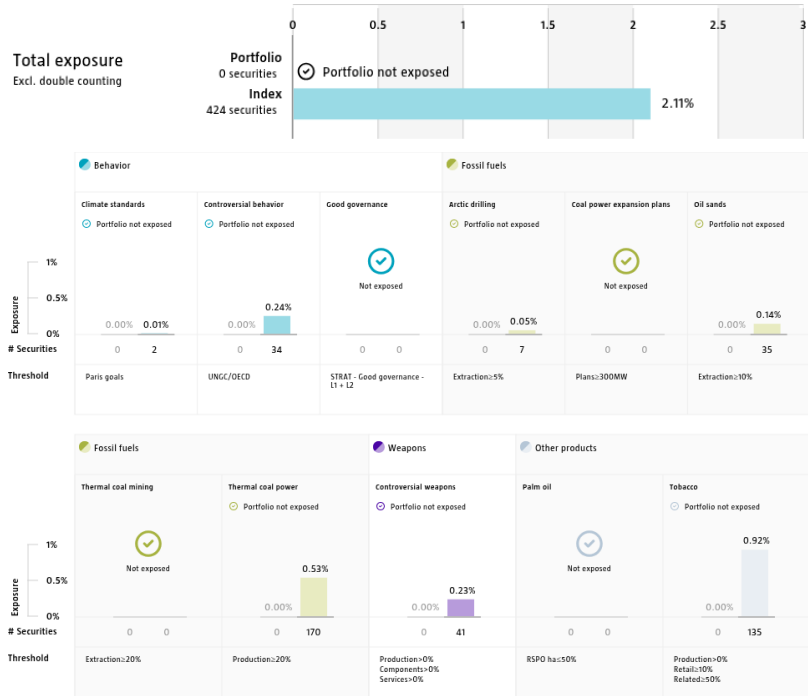 0 0.5 1 1.5 2 2.5 3
Total exposure
Excl. double counting
Portfolio
0 securities
Portfolio not exposed
Index
424 securities
2.11%
Behavior
Fossil fuels
Climate standards
Controversial behavior
Good governance
Arctic drilling
Coal power expansion plans
Oil sands
Portfolio not exposed
Portfolio not exposed
Portfolio not exposed
Portfolio not exposed
Not exposed
Not exposed
Exposure
1%
0.5%
0%
0.00% 0.01%
0.00% 0.24%
0.00% 0.05%
0.00% 0.14%
# Securities
0 2
0 34
0 0
0 7
0 0
0 35
Threshold
Paris goals
UNGC/OECD
STRAT - Good governance -
L1 + L2
Extraction≥5%
Plans≥300MW
Extraction≥10%
Fossil fuels
Weapons
Other products
Thermal coal mining
Thermal coal power
Controversial weapons
Palm oil
Tobacco
Portfolio not exposed
Portfolio not exposed
Portfolio not exposed
Not exposed
Not exposed
Exposure
1%
0.5%
0%
0.00% 0.53%
0.00% 0.23%
0.00% 0.92%
# Securities
0 0
0 170
0 41
0 0
0 135
Threshold
Extraction≥20%
Production≥20%
Production>0%
Components>0%
Services>0%
RSPO ha≤50%
Production>0%
Retail≥10%
Related≥50%